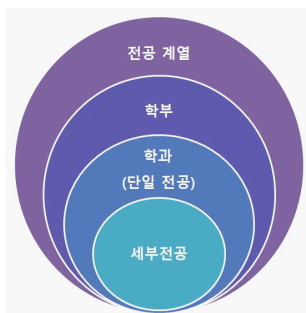 전공 계열
학부
학과
(단일 전공)
세부전공